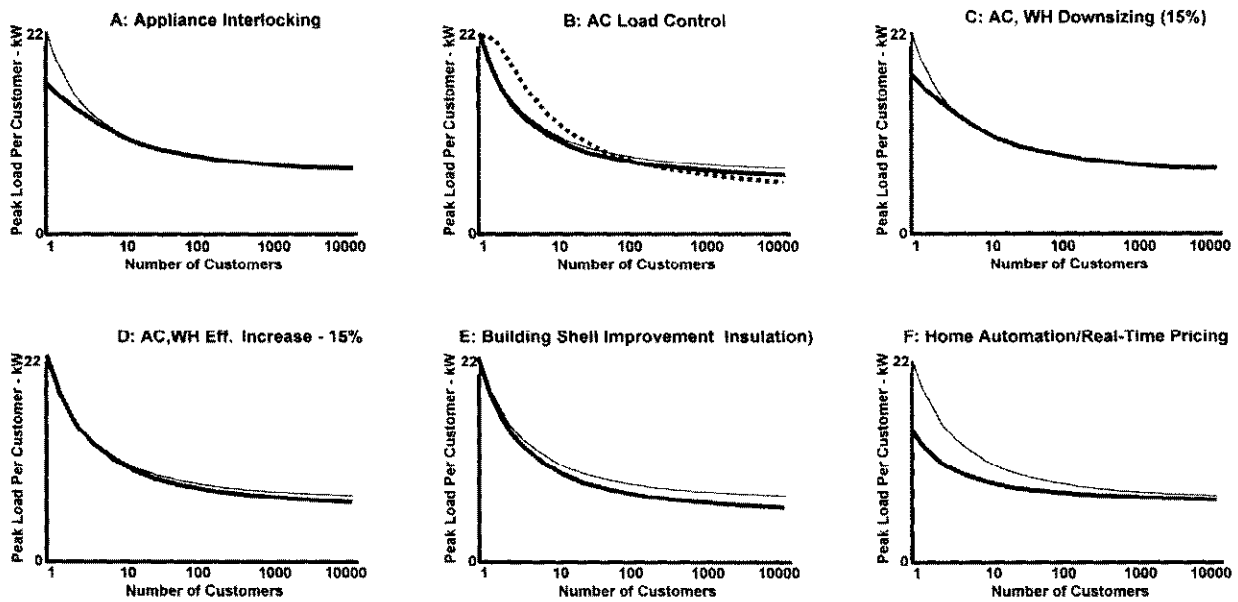 A: Appliance Interlocking
Peak Load Per Customer - kW
22
0
1 10 100 1000 10000
Number of Customers
B: AC Load Control
Peak Load Per Customer - kW
22
0
1 10 100 1000 10000
Number of Customers
C: AC, WH Downsizing (15%)
Peak Load Per Customer - kW
22
0
1 10 100 1000 10000
Number of Customers
D: AC,WH Eff. Increase - 15%
Peak Load Per Customer - kW
22
0
1 10 100 1000 10000
Number of Customers
E: Building Shell Improvement Insulation)
Peak Load Per Customer - kW
22
0
1 10 100 1000 10000
Number of Customers
F: Home Automation/Real-Time Pricing
Peak Load Per Customer - kW
22
0
1 10 100 1000 10000
Number of Customers